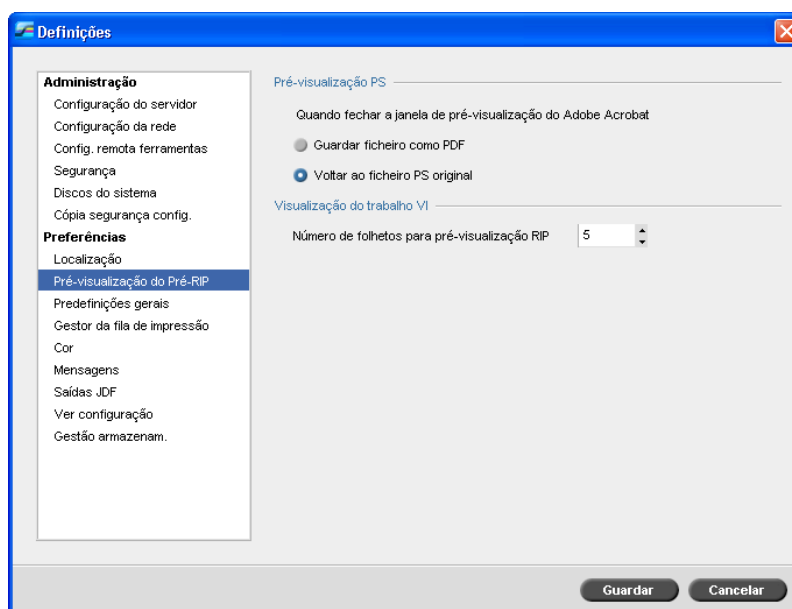 Definições
Administração
Configuração do servidor
Configuração da rede
Config. remota ferramentas
Segurança
Discos do sistema
Cópia segurança config.
Preferências
Localização
Pré-visualização do Pré-RIP
Predefinições gerais
Gestor da fila de impressão
Cor
Mensagens
Saídas JDF
Ver configuração
Gestão armazenam.
Pré-visualização PS
Quando fechar a janela de pré-visualização do Adobe Acrobat
Guardar ficheiro como PDF
Voltar ao ficheiro PS original
Visualização do trabalho VI
Número de folhetos para pré-visualização RIP 5
Guardar Cancelar